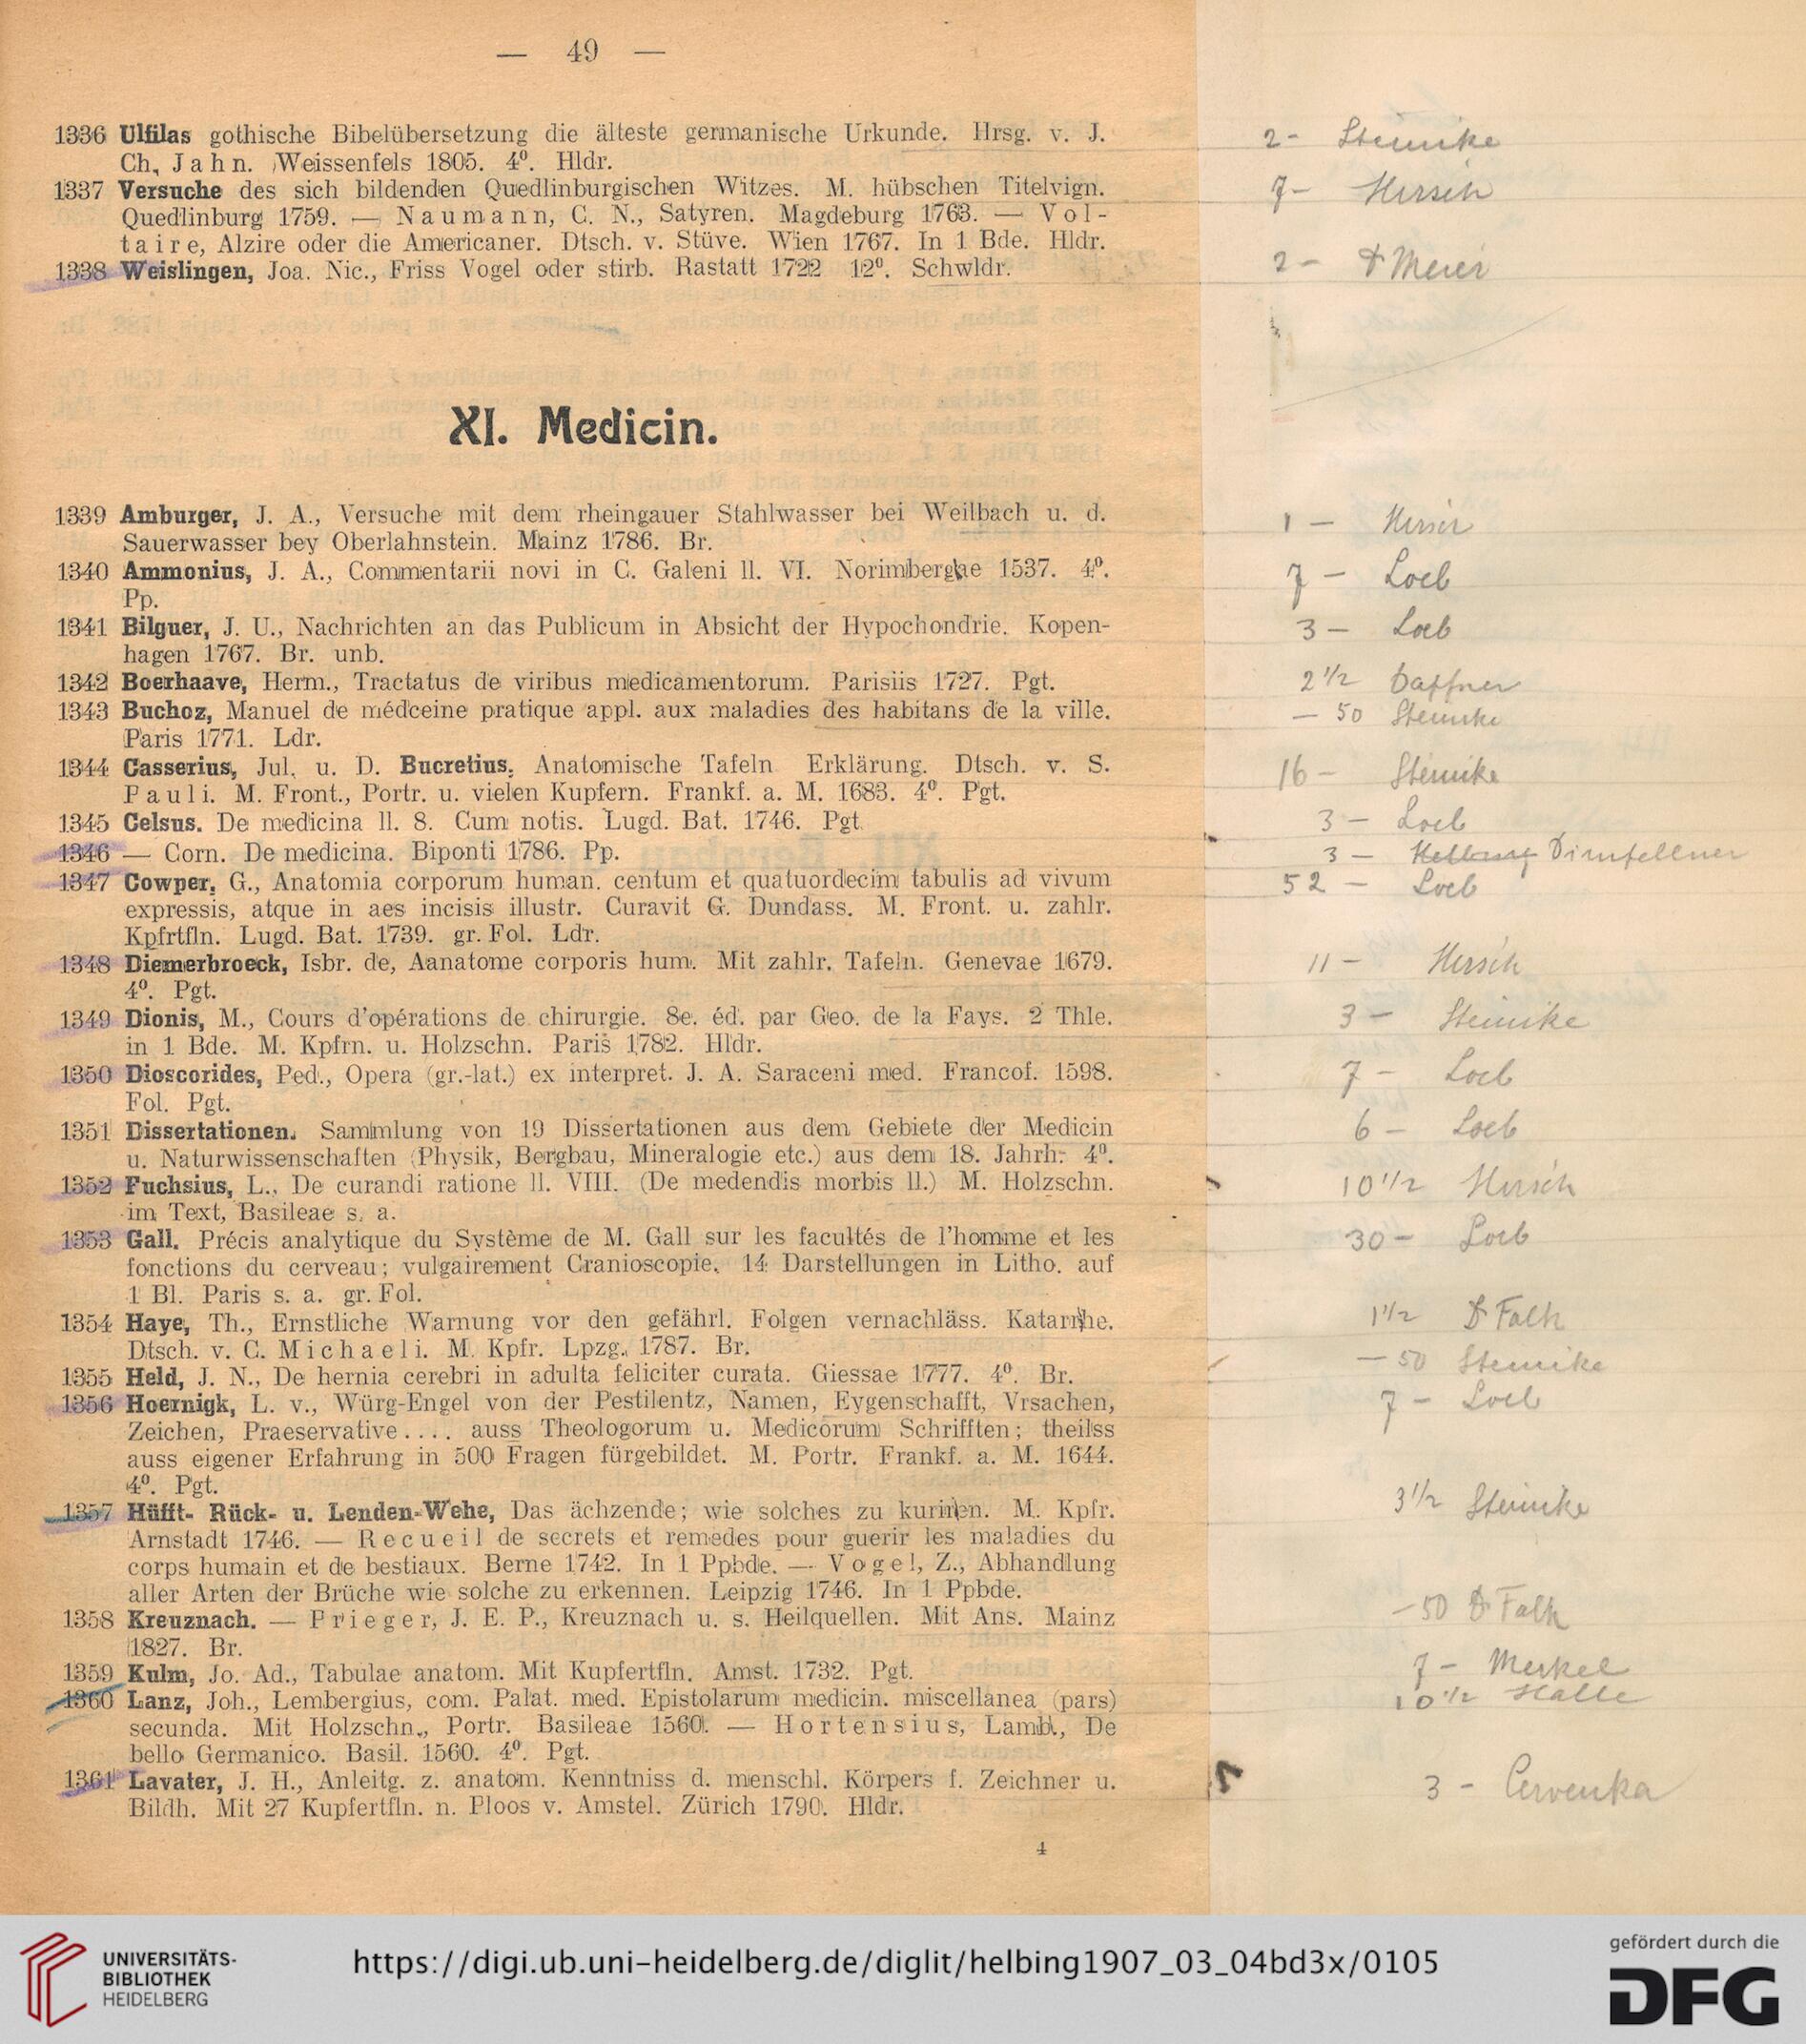 — 49 —
1336 Ulfilas gothische Bibelübersetzung die älteste germanische Urkunde. Hrsg. v. J.
Ch. Jahn. Weissenfels 1805. 4⁰. Hldr.
2- Steinike
1337 Versuche des sich bildenden Quedlinburgischen Witzes. M. hübschen Titelvign.
Quedlinburg 1759. — Naumann, C. N., Satyren. Magdeburg 1763. — Vol-
taire, Alzire oder die Americaner. Dtsch. v. Stüve. Wien 1767. In 1 Bde. Hldr.
7- Hirsch
1338 Weislingen, Joa. Nic., Friss Vogel oder stirb. Rastatt 1722 12⁰. Schwldr.
2- Dr Meier
XI. Medicin.
1339 Amburger, J. A., Versuche mit dem rheingauer Stahlwasser bei Weilbach u. d.
Sauerwasser bey Oberlahnstein. Mainz 1786. Br.
1-
1340 Ammonius, J. A., Commentarii novi in C. Galeni ll. VI. Norimberghe 1537. 4⁰.
Pp.
7- Loeb
1341 Bilguer, J. U., Nachrichten an das Publicum in Absicht der Hypochondrie. Kopen-
hagen 1767. Br. unb.
3- Loeb
1342 Boerhaave, Herm., Tractatus de viribus medicamentorum. Parisiis 1727. Pgt.
2 1/2 Daffner
1343 Buchoz, Manuel de médceine pratique appl. aux maladies des habitans de la ville.
Paris 1771. Ldr.
— 50 Steinike
1344 Casserius, Jul. u. D. Bucretius. Anatomische Tafeln Erklärung. Dtsch. v. S.
Pauli. M. Front., Portr. u. vielen Kupfern. Frankf. a. M. 1683. 4⁰. Pgt.
16- Steinike
1345 Celsus. De medicina ll. 8. Cum notis. Lugd. Bat. 1746. Pgt.
3- Loeb
1346 — Corn. De medicina. Biponti 1786. Pp.
3- Helbing Dirnfellner
1347 Cowper, G., Anatomia corporum human. centum et quatuordecim tabulis ad vivum
expressis, atque in aes incisis illustr. Curavit G. Dundass. M. Front. u. zahlr.
Kpfrtfln. Lugd. Bat. 1739. gr. Fol. Ldr.
52- Loeb
1348 Diemerbroeck, Isbr. de, Aanatome corporis hum. Mit zahlr. Tafeln. Genevae 1679.
4⁰. Pgt.
11- Hirsch
1349 Dionis, M., Cours d'opérations de chirurgie. 8e. éd. par Geo. de la Fays. 2 Thle.
in 1 Bde. M. Kpfrn. u. Holzschn. Paris 1782. Hldr.
3- Steinike
1350 Dioscorides, Ped., Opera (gr.-lat.) ex interpret. J. A. Saraceni med. Francof. 1598.
Fol. Pgt.
7- Loeb
1351 Dissertationen. Sammlung von 19 Dissertationen aus dem Gebiete der Medicin
u. Naturwissenschaften (Physik, Bergbau, Mineralogie etc.) aus dem 18. Jahrh. 4⁰.
6- Loeb
1352 Fuchsius, L., De curandi ratione ll. VIII. (De medendis morbis ll.) M. Holzschn.
im Text, Basileae s. a.
10 1/2 Hirsch
1353 Gall. Précis analytique du Système de M. Gall sur les facultés de l'homme et les
fonctions du cerveau; vulgairement Cranioscopie. 14 Darstellungen in Litho. auf
1 Bl. Paris s. a. gr. Fol.
30- Loeb
1354 Haye, Th., Ernstliche Warnung vor den gefährl. Folgen vernachläss. Katarrhe.
Dtsch. v. C. Michaeli. M. Kpfr. Lpzg. 1787. Br.
1 1/2 Dr Falk
1355 Held, J. N., De hernia cerebri in adulta feliciter curata. Giessae 1777. 4⁰. Br.
— 50 Steinike
1356 Hoernigk, L. v., Würg-Engel von der Pestilentz, Namen, Eygenschafft, Vrsachen,
Zeichen, Praeservative.... auss Theologorum u. Medicorum Schrifften; theilss
auss eigener Erfahrung in 500 Fragen fürgebildet. M. Portr. Frankf. a. M. 1644.
4⁰. Pgt.
7- Loeb
1357 Hüfft- Rück- u. Lenden-Wehe, Das ächzende; wie solches zu kuriren. M. Kpfr.
Arnstadt 1746. — Recueil de secrets et remedes pour guerir les maladies du
corps humain et de bestiaux. Berne 1742. In 1 Ppbde. — Vogel, Z., Abhandlung
aller Arten der Brüche wie solche zu erkennen. Leipzig 1746. In 1 Ppbde.
3 1/2 Steinike
1358 Kreuznach. — Prieger, J. E. P., Kreuznach u. s. Heilquellen. Mit Ans. Mainz
1827. Br.
— 50 Dr Falk
1359 Kulm, Jo. Ad., Tabulae anatom. Mit Kupfertfln. Amst. 1732. Pgt.
7- Merkel
1360 Lanz, Joh., Lembergius, com. Palat. med. Epistolarum medicin. miscellanea (pars)
secunda. Mit Holzschn., Portr. Basileae 1560. — Hortensius, Lamb., De
bello Germanico. Basil. 1560. 4⁰. Pgt.
10 1/2 Halle
1361 Lavater, J. H., Anleitg. z. anatom. Kenntniss d. menschl. Körpers f. Zeichner u.
Bildh. Mit 27 Kupfertfln. n. Ploos v. Amstel. Zürich 1790. Hldr.
3- Cervenka
4
UNIVERSITÄTS-
BIBLIOTHEK
HEIDELBERG
https://digi.ub.uni-heidelberg.de/diglit/helbing1907_03_04bd3x/0105
gefördert durch die
DFG